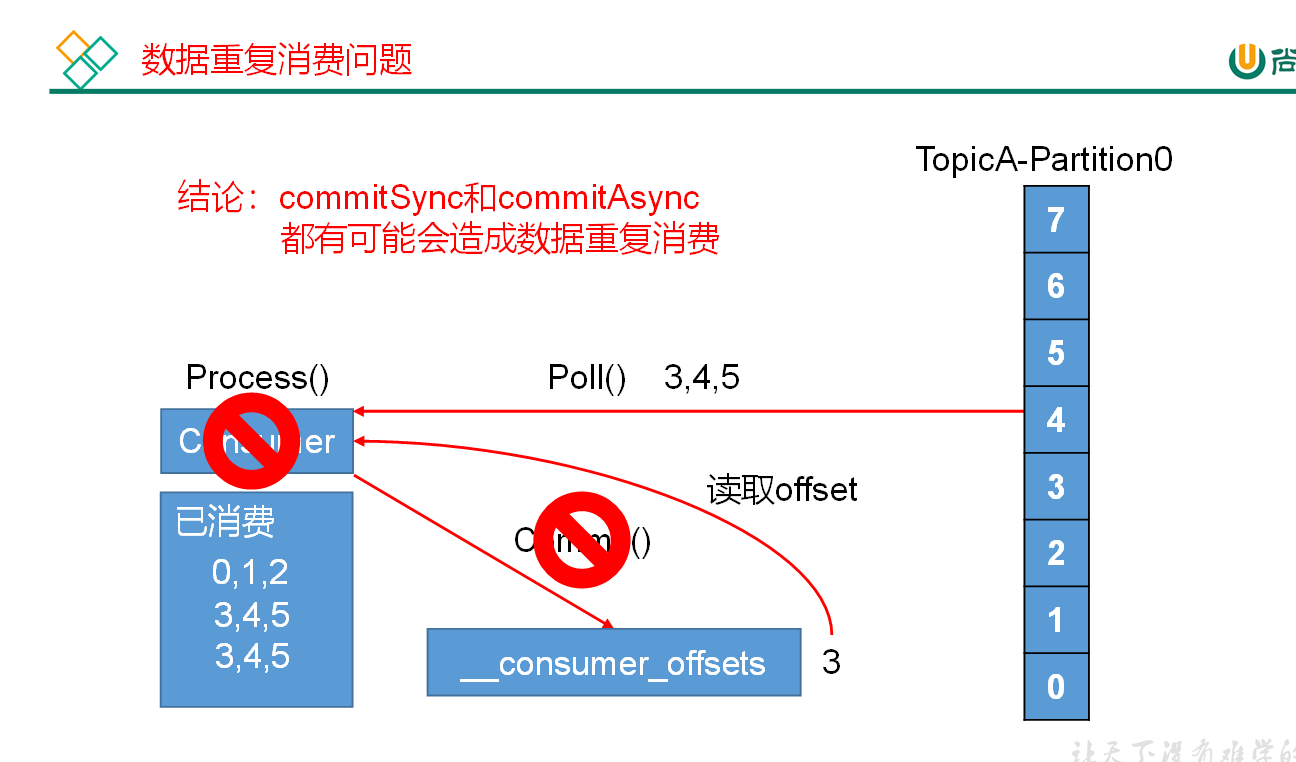 数据重复消费问题
尚
结论：commitSync和commitAsync
都有可能会造成数据重复消费
TopicA-Partition0
7
6
5
4
3
2
1
0
Process()
Poll() 3,4,5
Consumer
读取offset
Commit()
已消费
0,1,2
3,4,5
3,4,5
__consumer_offsets
3
让天下没有难学的